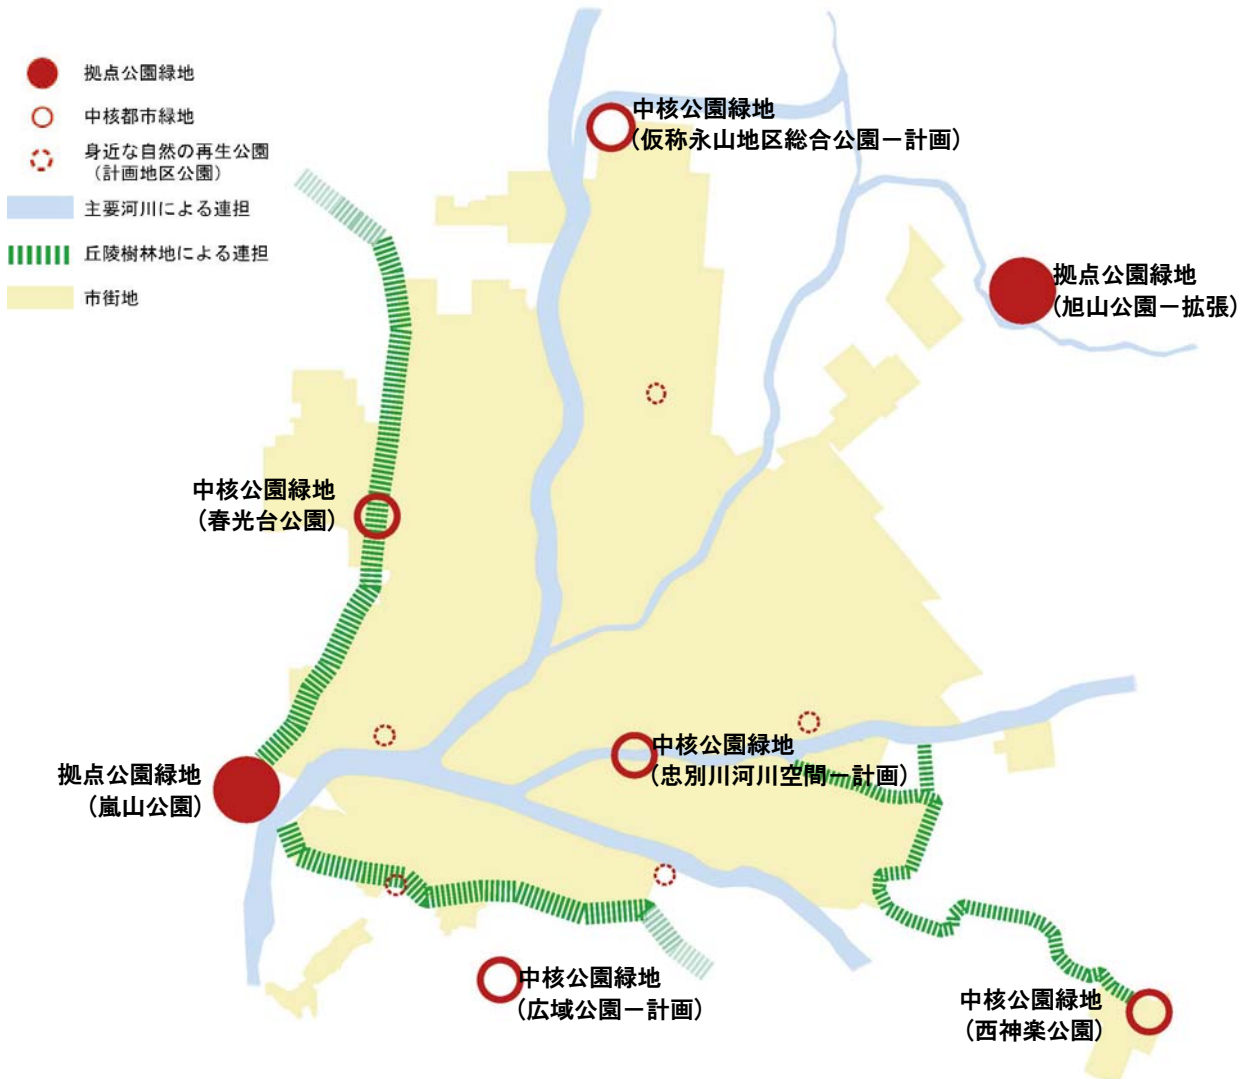 拠点公園緑地
中核都市緑地
身近な自然の再生公園
（計画地区公園）
主要河川による連担
丘陵樹林地による連担
市街地
中核公園緑地
（仮称永山地区総合公園－計画）
拠点公園緑地
（旭山公園－拡張）
中核公園緑地
（春光台公園）
中核公園緑地
（忠別川河川空間－計画）
拠点公園緑地
（嵐山公園）
中核公園緑地
（広域公園－計画）
中核公園緑地
（西神楽公園）